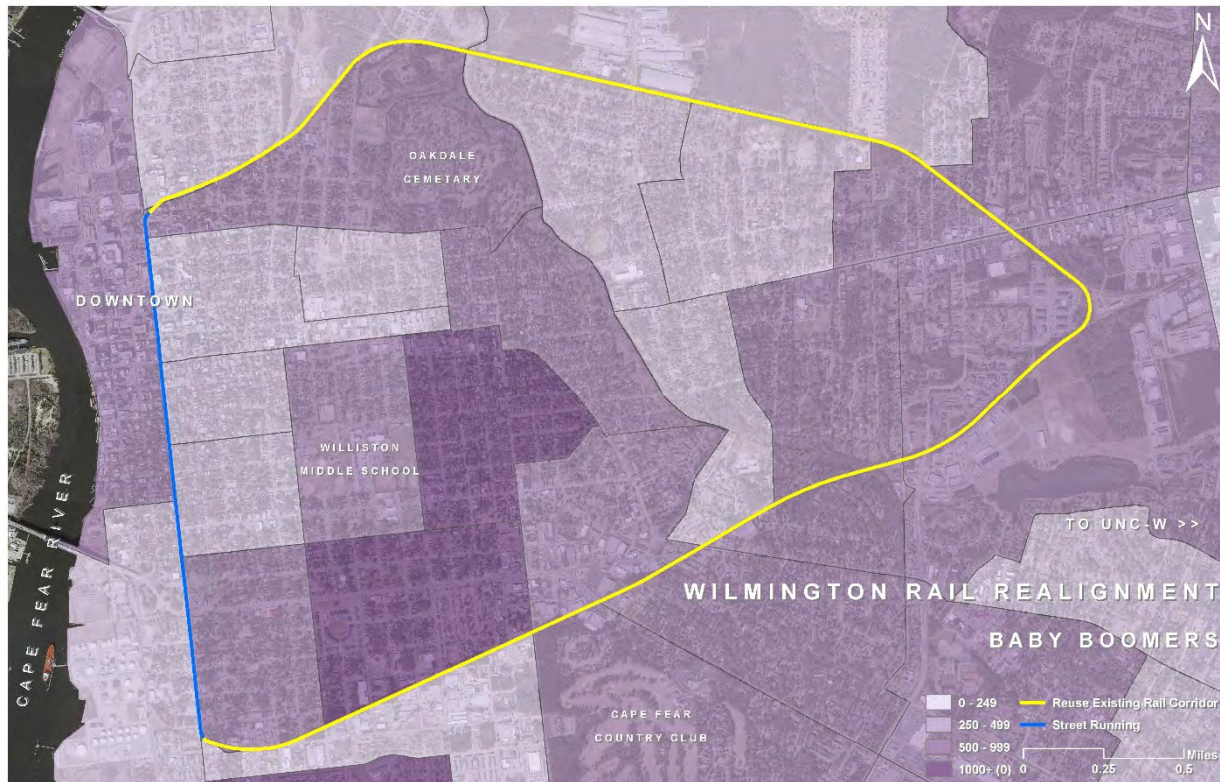 N
OAKDALE
CEMETARY
DOWNTOWN
WILLISTON
MIDDLE SCHOOL
CAPE FEAR RIVER
TO UNC-W >>
WILMINGTON RAIL REALIGNMENT
BABY BOOMERS
CAPE FEAR
COUNTRY CLUB
0 - 249 Reuse Existing Rail Corridor
250 - 499 Street Running
500 - 999
Miles
1000+ (0) 0 0.25 0.5